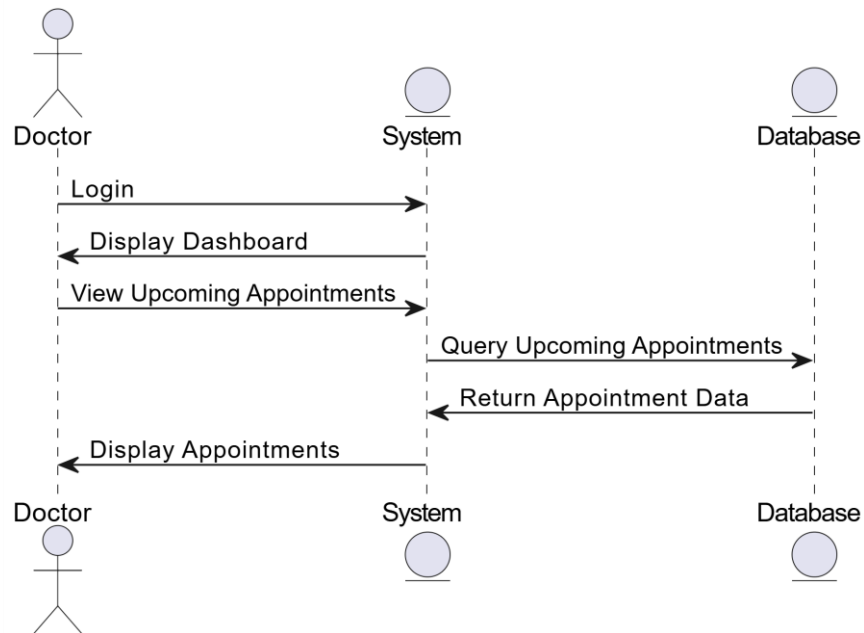 Doctor
System
Database
Login
Display Dashboard
View Upcoming Appointments
Query Upcoming Appointments
Return Appointment Data
Display Appointments
Doctor
System
Database